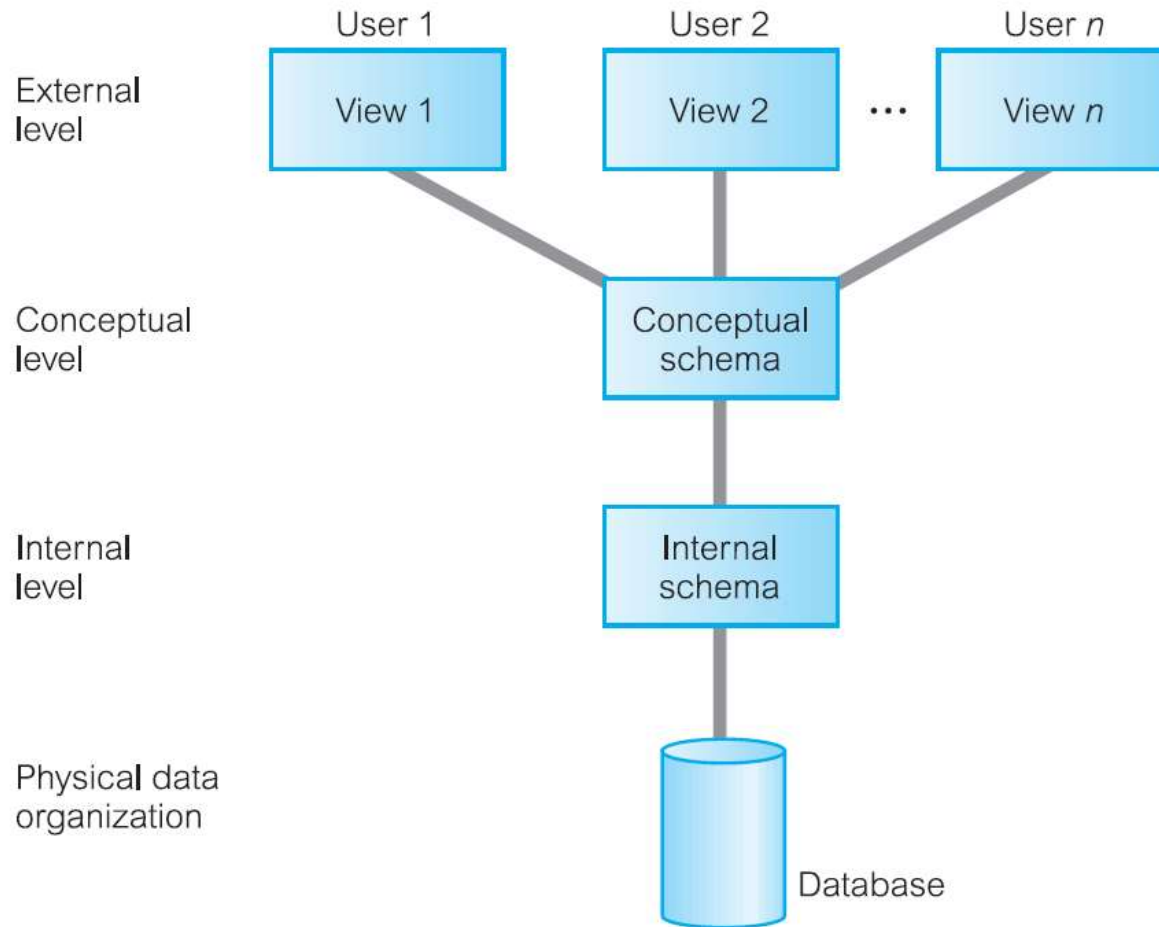 User 1
User 2
User n
External
level
View 1
View 2
...
View n
Conceptual
level
Conceptual
schema
Internal
level
Internal
schema
Physical data
organization
Database